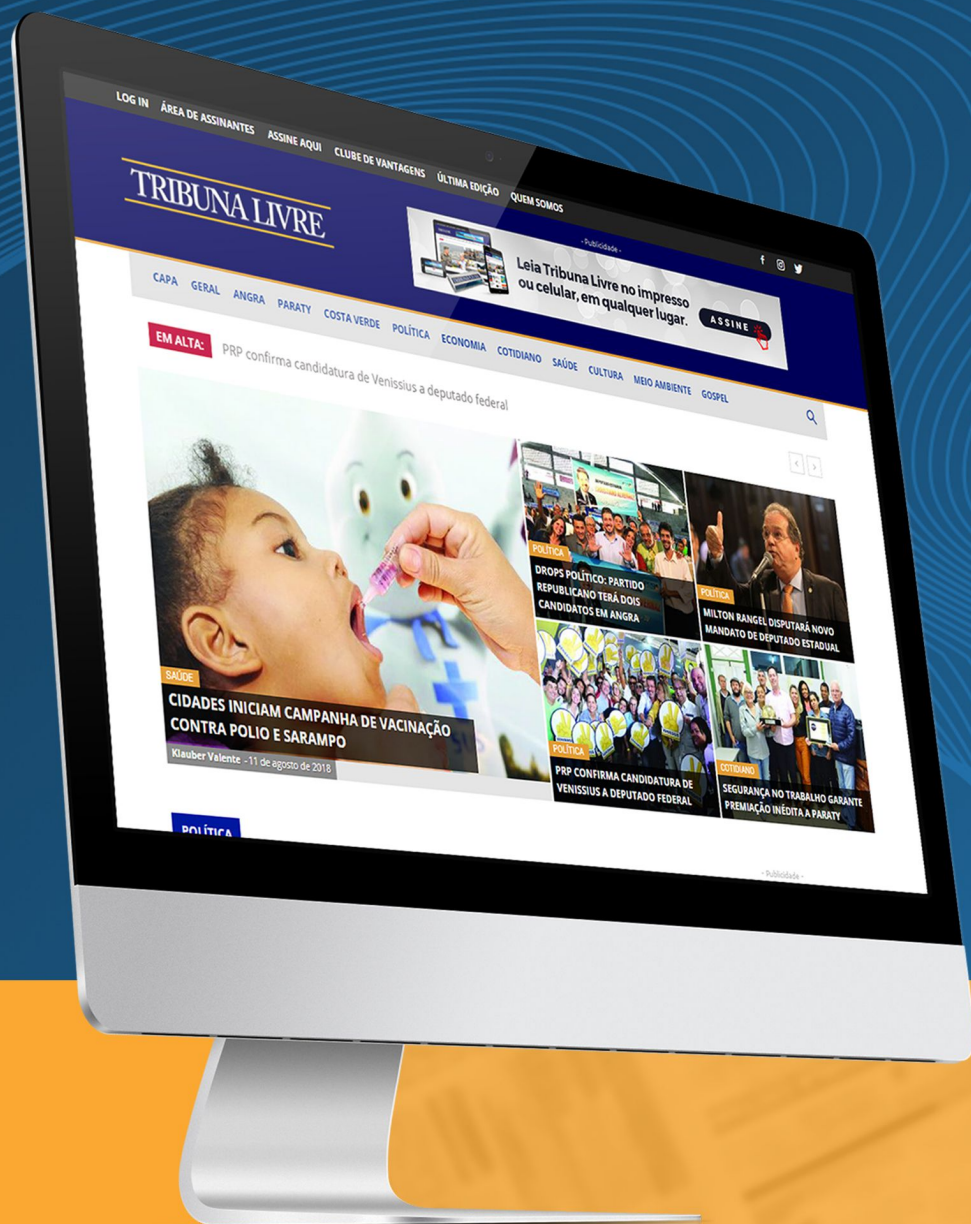 LOG IN ÁREA DE ASSINANTES ASSINE AQUI CLUBE DE VANTAGENS ÚLTIMA EDIÇÃO QUEM SOMOS
TRIBUNA LIVRE
- Publicidade -
Leia Tribuna Livre no impresso
ou celular, em qualquer lugar.
ASSINE
CAPA GERAL ANGRA PARATY COSTA VERDE POLÍTICA ECONOMIA COTIDIANO SAÚDE CULTURA MEIO AMBIENTE GOSPEL
EM ALTA: PRP confirma candidatura de Venissius a deputado federal
SAÚDE
CIDADES INICIAM CAMPANHA DE VACINAÇÃO
CONTRA POLIO E SARAMPO
Klauber Valente - 11 de agosto de 2018
POLÍTICA
DROPS POLÍTICO: PARTIDO
REPUBLICANO TERÁ DOIS
CANDIDATOS EM ANGRA
POLÍTICA
MILTON RANGEL DISPUTARÁ NOVO
MANDATO DE DEPUTADO ESTADUAL
POLÍTICA
PRP CONFIRMA CANDIDATURA DE
VENISSIUS A DEPUTADO FEDERAL
COTIDIANO
SEGURANÇA NO TRABALHO GARANTE
PREMIAÇÃO INÉDITA A PARATY
POLÍTICA
- Publicidade -